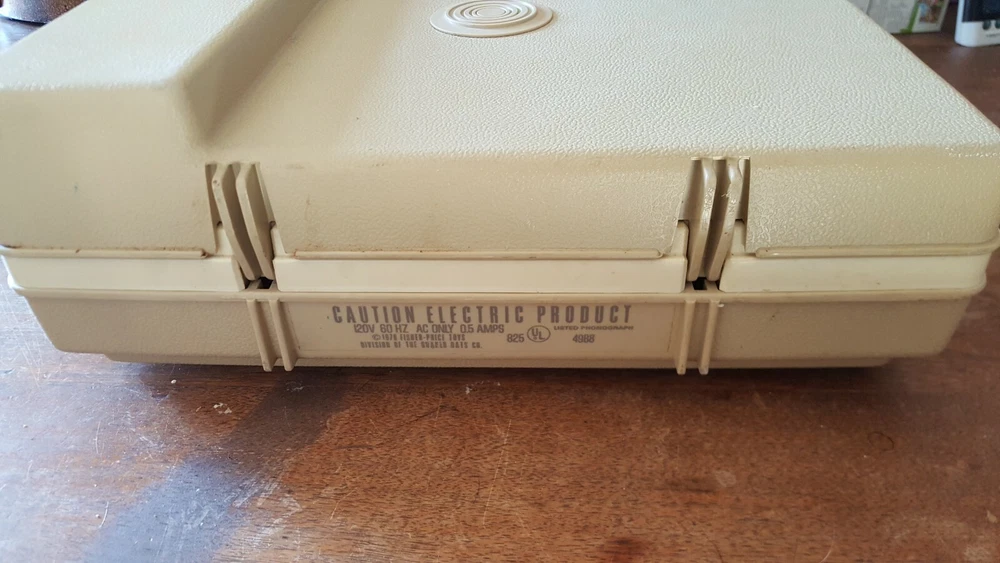 CAUTION ELECTRIC PRODUCT
120V 60 HZ AC ONLY 0.5 AMPS
© 1978 FISHER-PRICE TOYS
DIVISION OF THE QUAKER OATS CO.
825 UL LISTED PHONOGRAPH 4988